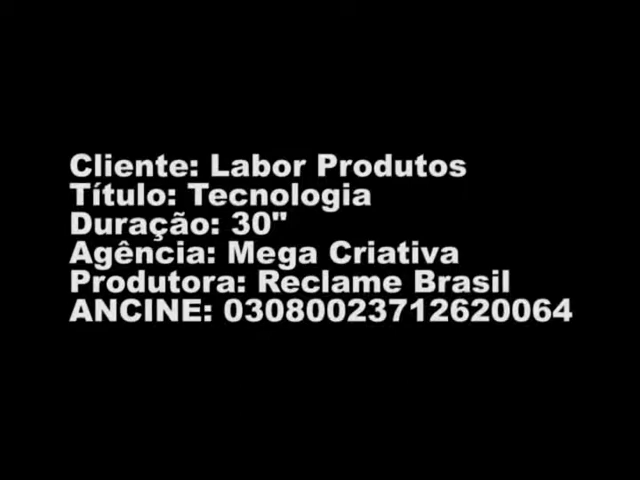 Cliente: Labor Produtos
Título: Tecnologia
Duração: 30"
Agência: Mega Criativa
Produtora: Reclame Brasil
ANCINE: 03080023712620064